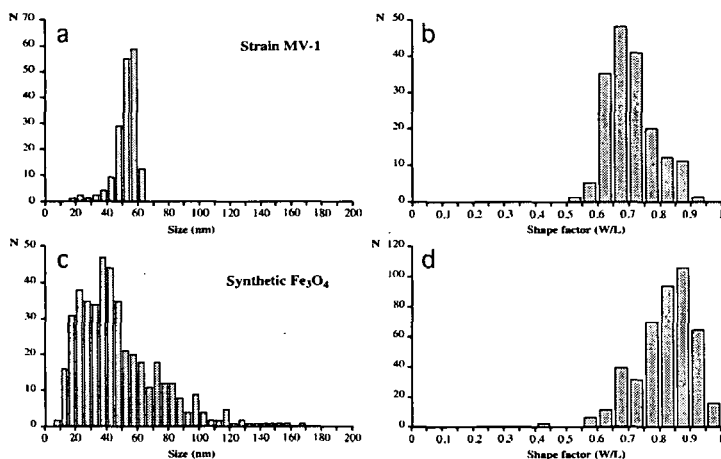 a
Strain MV-1
N
70
60
50
40
30
20
10
0
0 20 40 60 80 100 120 140 160 180 200
Size (nm)
b
N
50
40
30
20
10
0
0 0.1 0.2 0.3 0.4 0.5 0.6 0.7 0.8 0.9 1
Shape factor (W/L)
c
Synthetic Fe₃O₄
N
50
40
30
20
10
0
0 20 40 60 80 100 120 140 160 180 200
Size (nm)
d
N
120
100
80
60
40
20
0
0 0.1 0.2 0.3 0.4 0.5 0.6 0.7 0.8 0.9 1
Shape factor (W/L)